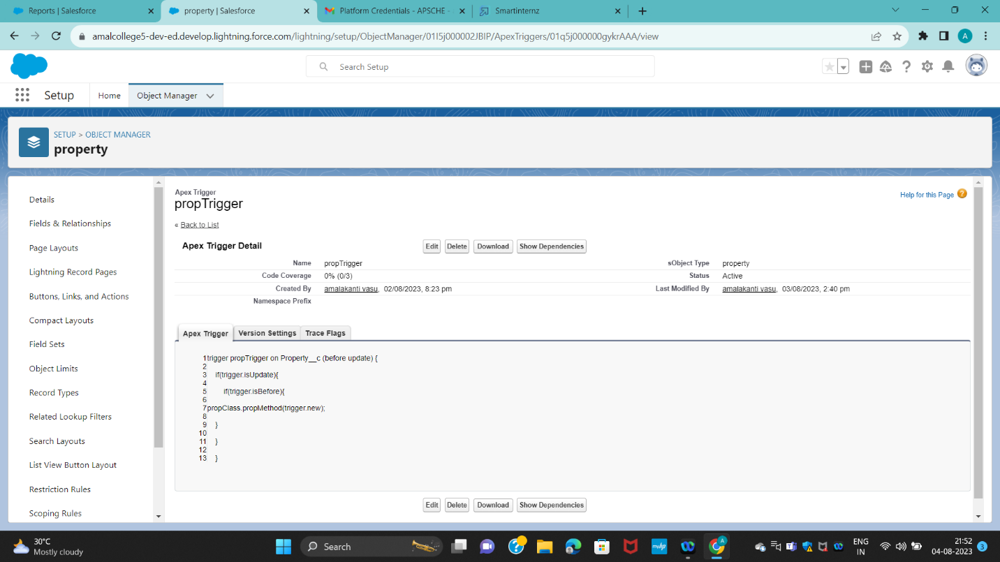 Reports | Salesforce
property | Salesforce
Platform Credentials - APSCHE -
Smartinternz
amalcollege5-dev-ed.develop.lightning.force.com/lightning/setup/ObjectManager/01I5j000002JBIP/ApexTriggers/01q5j000000gykrAAA/view
A
Search Setup
Setup
Home
Object Manager
SETUP > OBJECT MANAGER
property
Details
Fields & Relationships
Page Layouts
Lightning Record Pages
Buttons, Links, and Actions
Compact Layouts
Field Sets
Object Limits
Record Types
Related Lookup Filters
Search Layouts
List View Button Layout
Restriction Rules
Scoping Rules
Apex Trigger
propTrigger
Help for this Page ?
« Back to List
Apex Trigger Detail
Edit Delete Download Show Dependencies
Name propTrigger sObject Type property
Code Coverage 0% (0/3) Status Active
Created By amalakanti vasu, 02/08/2023, 8:23 pm Last Modified By amalakanti vasu, 03/08/2023, 2:40 pm
Namespace Prefix
Apex Trigger Version Settings Trace Flags
1 trigger propTrigger on Property__c (before update) {
2
3 if(trigger.isUpdate){
4
5 if(trigger.isBefore){
6
7 propClass.propMethod(trigger.new);
8
9 }
10
11 }
12
13 }
Edit Delete Download Show Dependencies
30°C
Mostly cloudy
Search
myhp
A
ENG
IN
21:52
04-08-2023
3